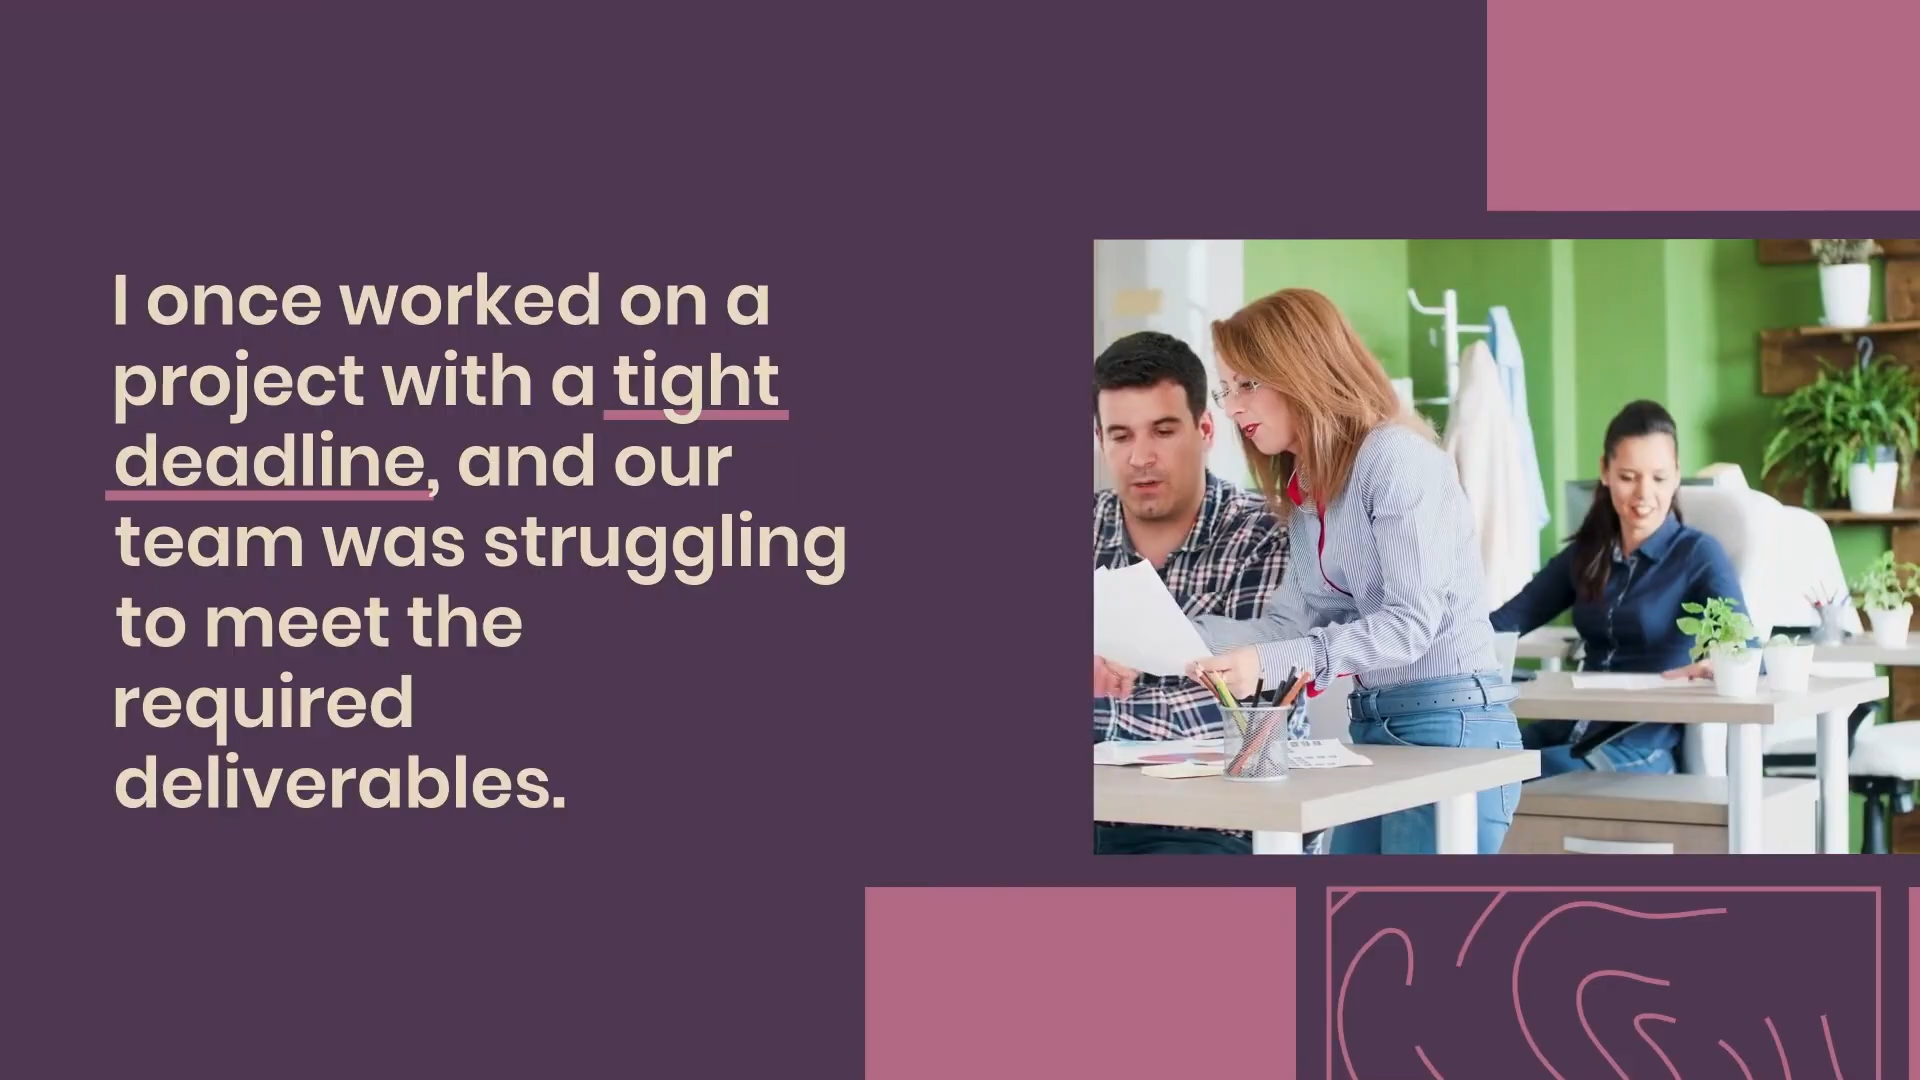 I once worked on a
project with a tight
deadline, and our
team was struggling
to meet the
required
deliverables.